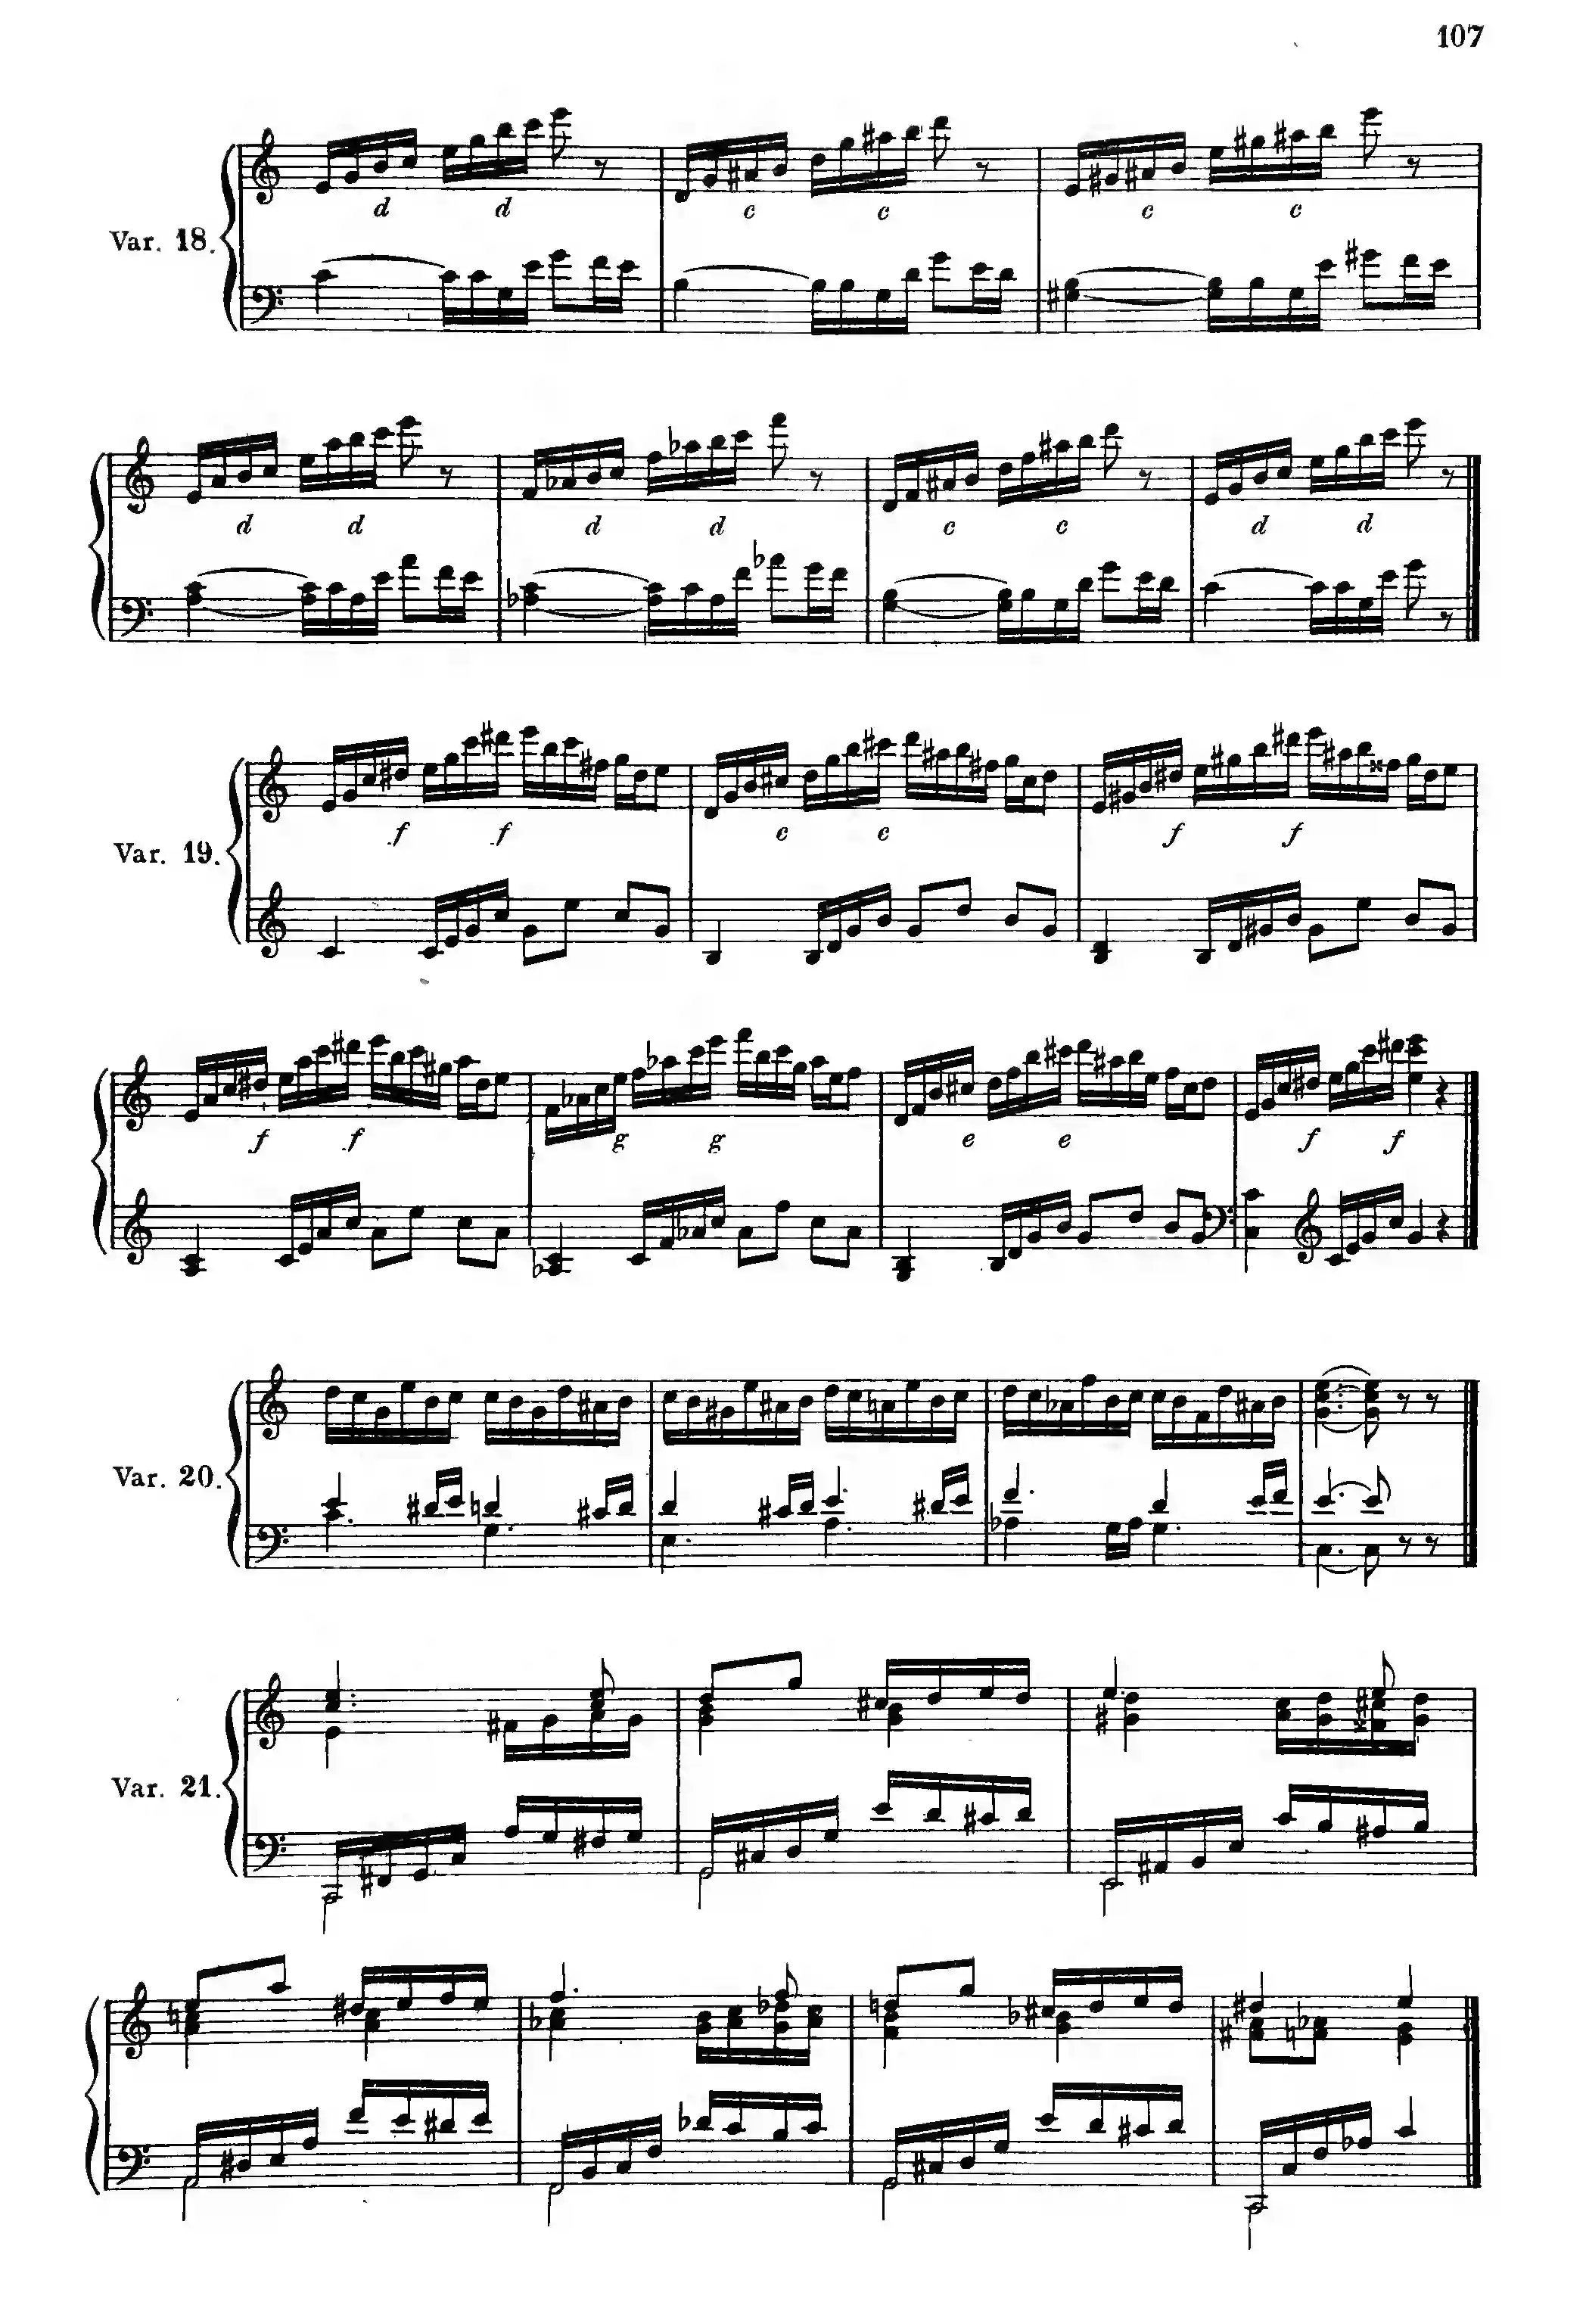 107
Var. 18.
d d c c c c
d d d d c c d d
Var. 19.
f f c c f f
f f g g e e f f
Var. 20.
Var. 21.